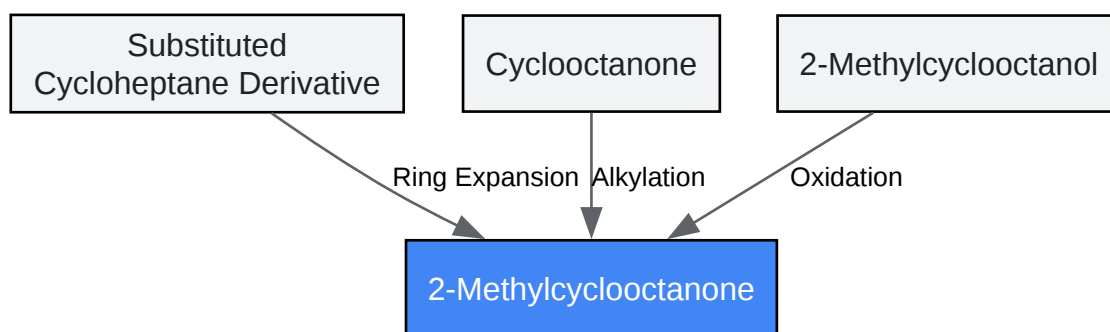 Substituted
Cycloheptane Derivative
Cyclooctanone
2-Methylcyclooctanol
Ring Expansion
Alkylation
Oxidation
2-Methylcyclooctanone